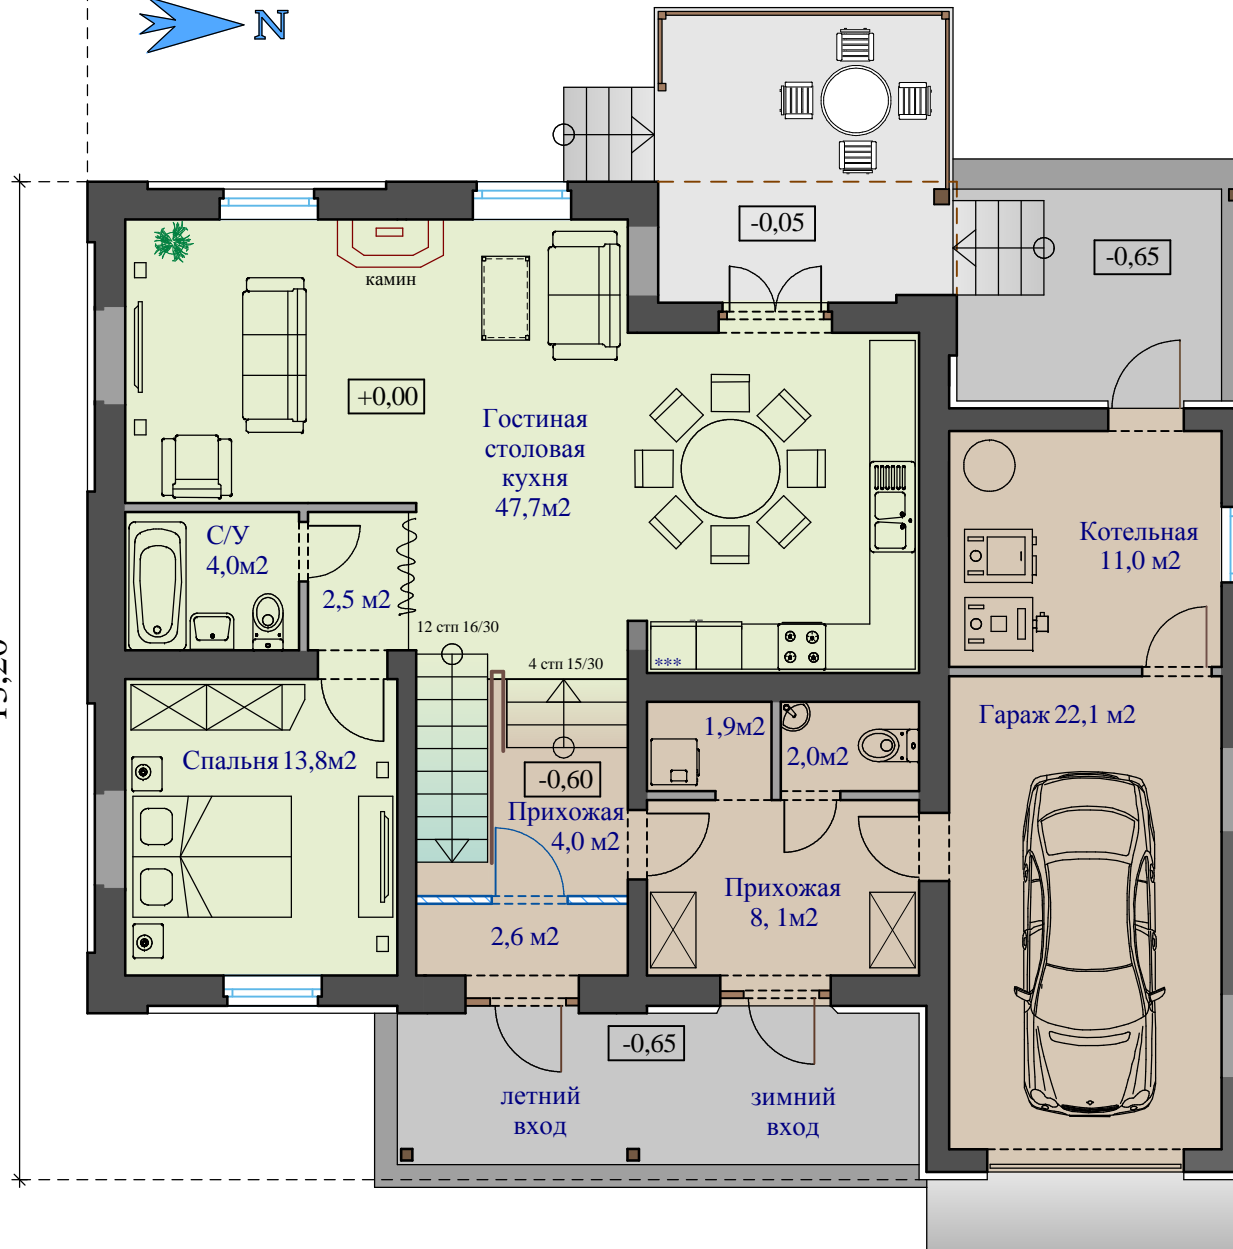 N
-0,05
-0,65
камин
+0,00
Гостиная
столовая
кухня
47,7м2
С/У
4,0м2
2,5 м2
Котельная
11,0 м2
12 стп 16/30
4 стп 15/30
***
Спальня 13,8м2
-0,60
Прихожая
4,0 м2
1,9м2
2,0м2
Гараж 22,1 м2
Прихожая
8, 1м2
2,6 м2
-0,65
летний
вход
зимний
вход